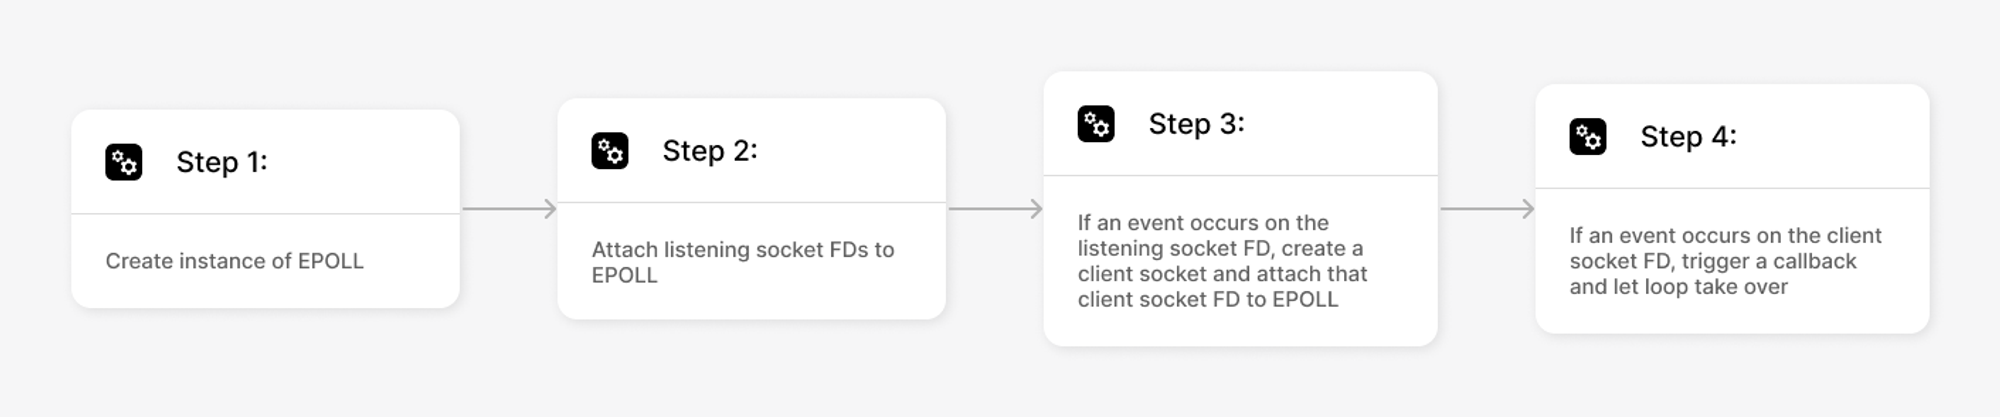 Step 1:
Create instance of EPOLL
Step 2:
Attach listening socket FDs to
EPOLL
Step 3:
If an event occurs on the
listening socket FD, create a
client socket and attach that
client socket FD to EPOLL
Step 4:
If an event occurs on the client
socket FD, trigger a callback
and let loop take over